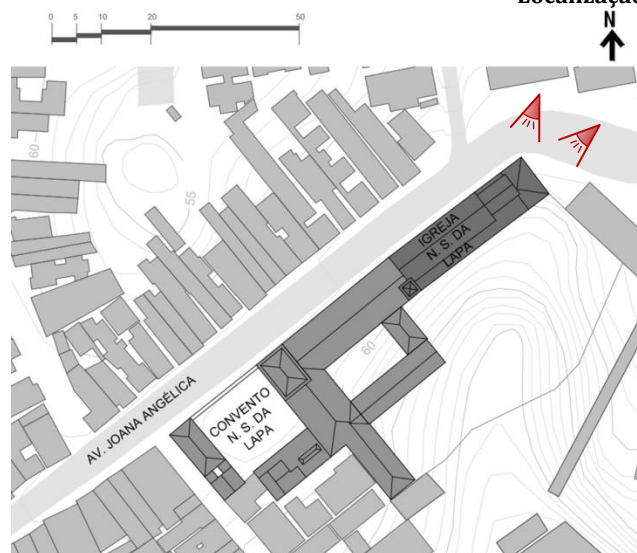 Localização
0 5 10 20 50
N
60
55
IGREJA
N. S. DA
LAPA
60
CONVENTO
N. S. DA
LAPA
AV. JOANA ANGÉLICA